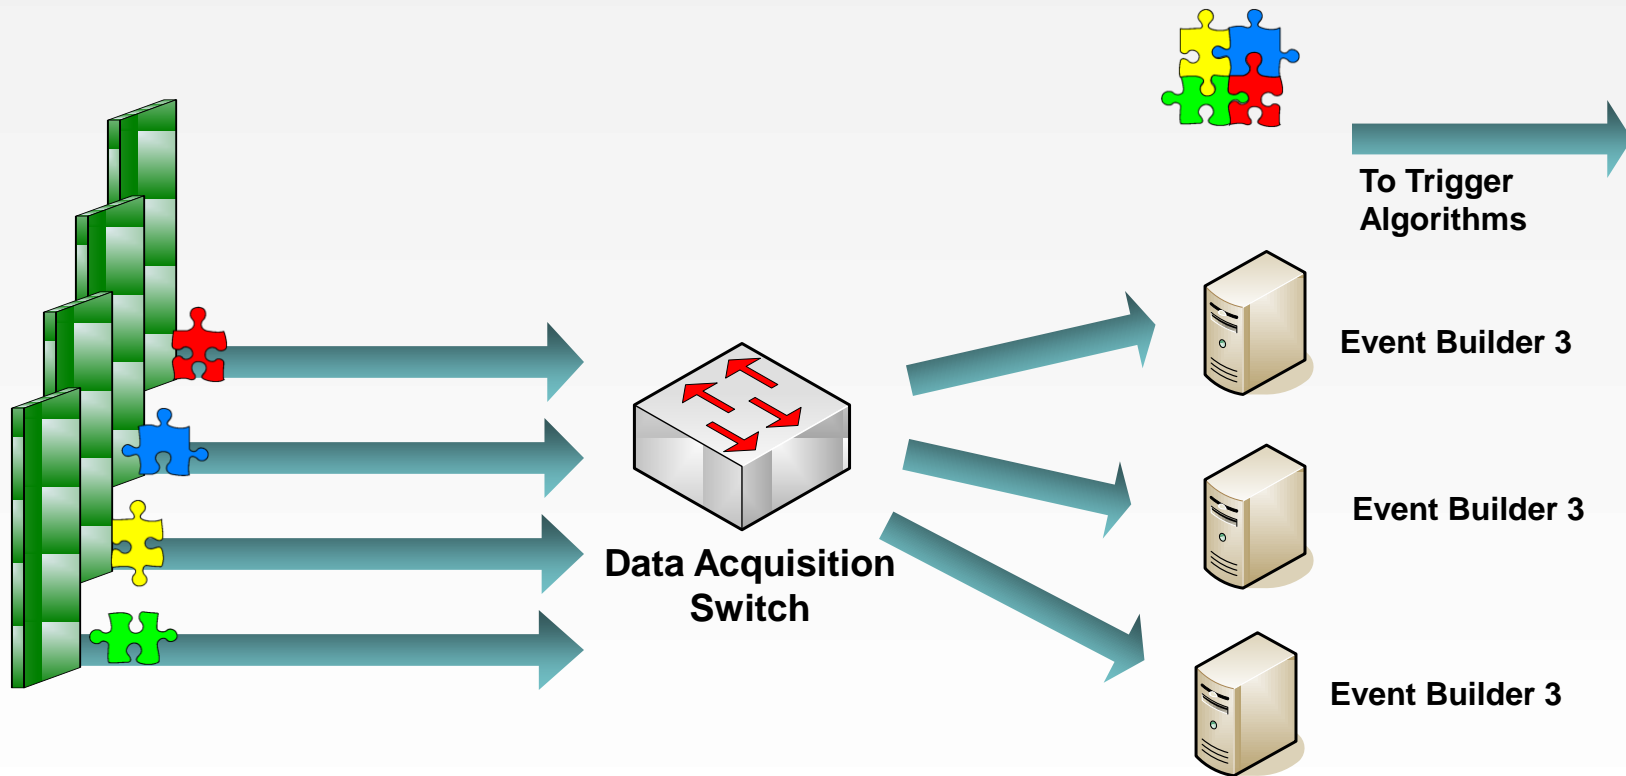 To Trigger
Algorithms
Event Builder 3
Event Builder 3
Data Acquisition
Switch
Event Builder 3